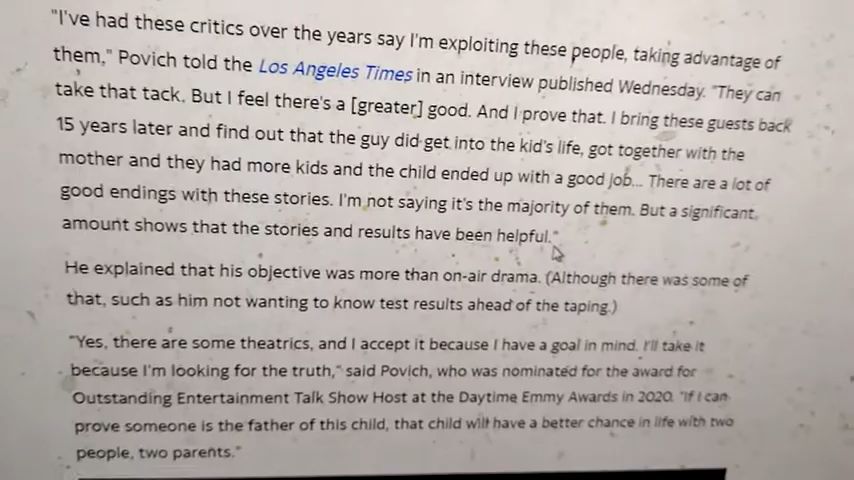 "I've had these critics over the years say I'm exploiting these people, taking advantage of
them," Povich told the Los Angeles Times in an interview published Wednesday. "They can
take that tack. But I feel there's a [greater] good. And I prove that. I bring these guests back
15 years later and find out that the guy did get into the kid's life, got together with the
mother and they had more kids and the child ended up with a good job... There are a lot of
good endings with these stories. I'm not saying it's the majority of them. But a significant
amount shows that the stories and results have been helpful."
He explained that his objective was more than on-air drama. (Although there was some of
that, such as him not wanting to know test results ahead of the taping.)
"Yes, there are some theatrics, and I accept it because I have a goal in mind. I'll take it
because I'm looking for the truth," said Povich, who was nominated for the award for
Outstanding Entertainment Talk Show Host at the Daytime Emmy Awards in 2020. "If I can
prove someone is the father of this child, that child will have a better chance in life with two
people, two parents."